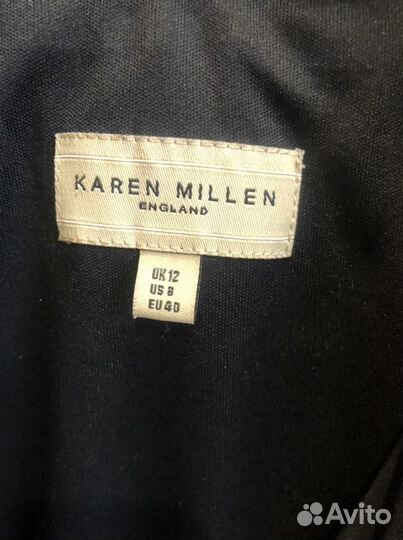 KAREN MILLEN
ENGLAND
UK 12
US 8
EU 40
Avito